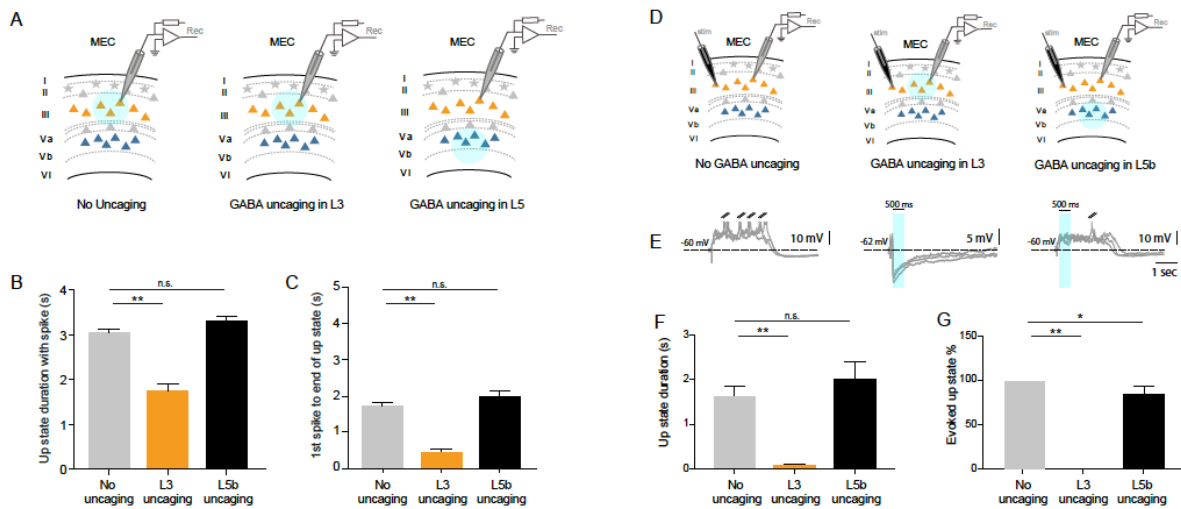 A
MEC
Rec
I
II
III
Va
Vb
VI
No Uncaging
MEC
Rec
I
II
III
Va
Vb
VI
GABA uncaging in L3
MEC
Rec
I
II
III
Va
Vb
VI
GABA uncaging in L5
B
Up state duration with spike (s)
4
3
2
1
0
n.s.
**
No uncaging
L3 uncaging
L5b uncaging
C
1st spike to end of up state (s)
5
4
3
2
1
0
n.s.
**
No uncaging
L3 uncaging
L5b uncaging
D
stim
MEC
Rec
I
II
III
Va
Vb
VI
No GABA uncaging
stim
MEC
Rec
I
II
III
Va
Vb
VI
GABA uncaging in L3
stim
MEC
Rec
I
II
III
Va
Vb
VI
GABA uncaging in L5b
E
-60 mV
10 mV
500 ms
-62 mV
5 mV
500 ms
-60 mV
10 mV
1 sec
F
Up state duration (s)
3
2
1
0
n.s.
**
No uncaging
L3 uncaging
L5b uncaging
G
Evoked up state %
150
100
50
0
*
**
No uncaging
L3 uncaging
L5b uncaging